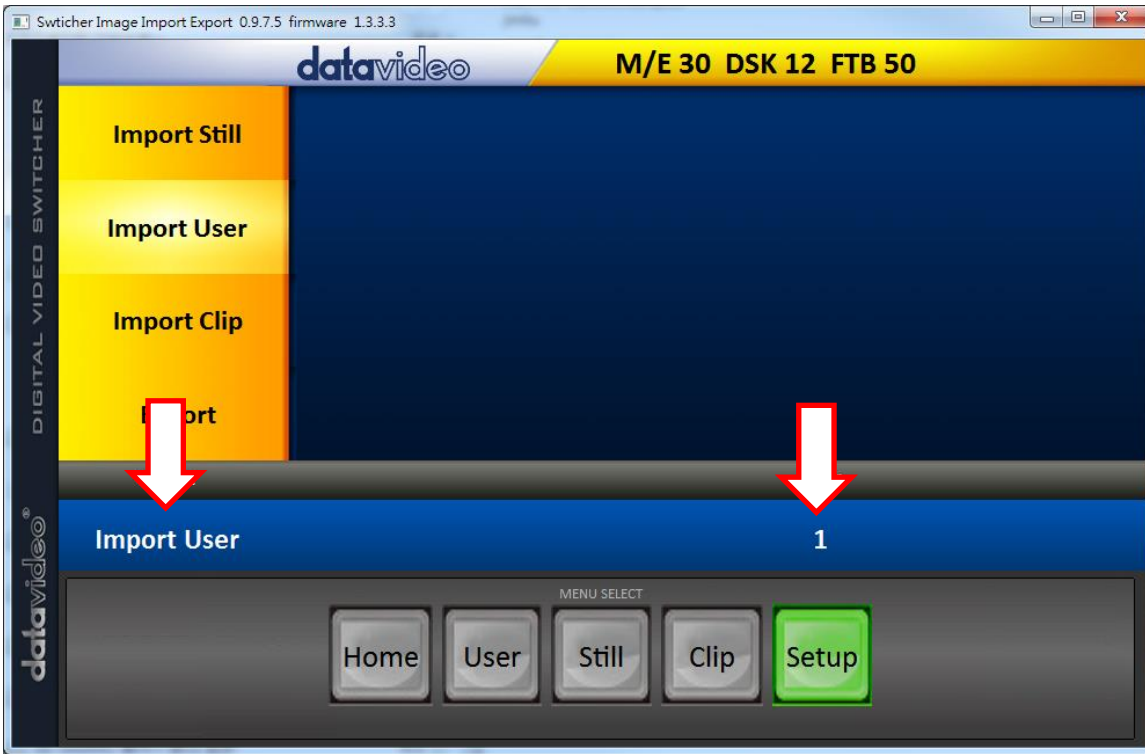 Swticher Image Import Export 0.9.7.5 firmware 1.3.3.3
datavideo
M/E 30 DSK 12 FTB 50
DIGITAL VIDEO SWITCHER
datavideo®
Import Still
Import User
Import Clip
Import User
1
MENU SELECT
Home
User
Still
Clip
Setup